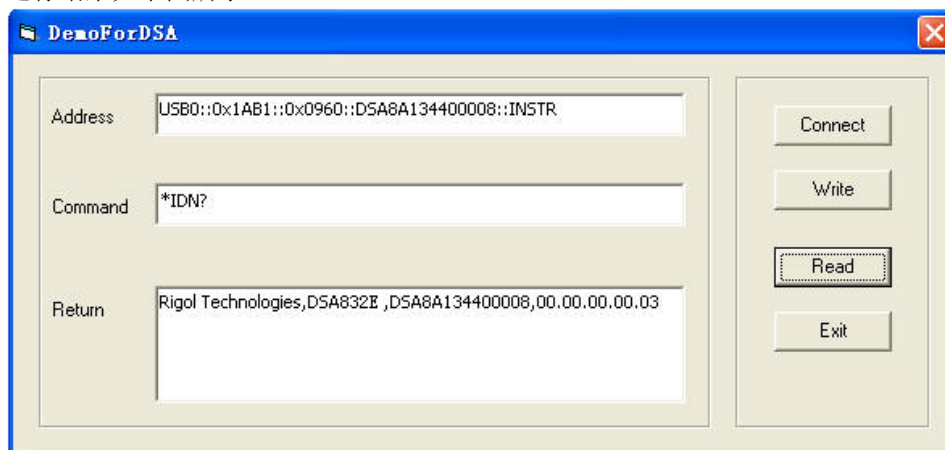 DemoForDSA
Address
USB0::0x1AB1::0x0960::DSA8A134400008::INSTR
Connect
Command
*IDN?
Write
Return
Rigol Technologies,DSA832E ,DSA8A134400008,00.00.00.00.03
Read
Exit